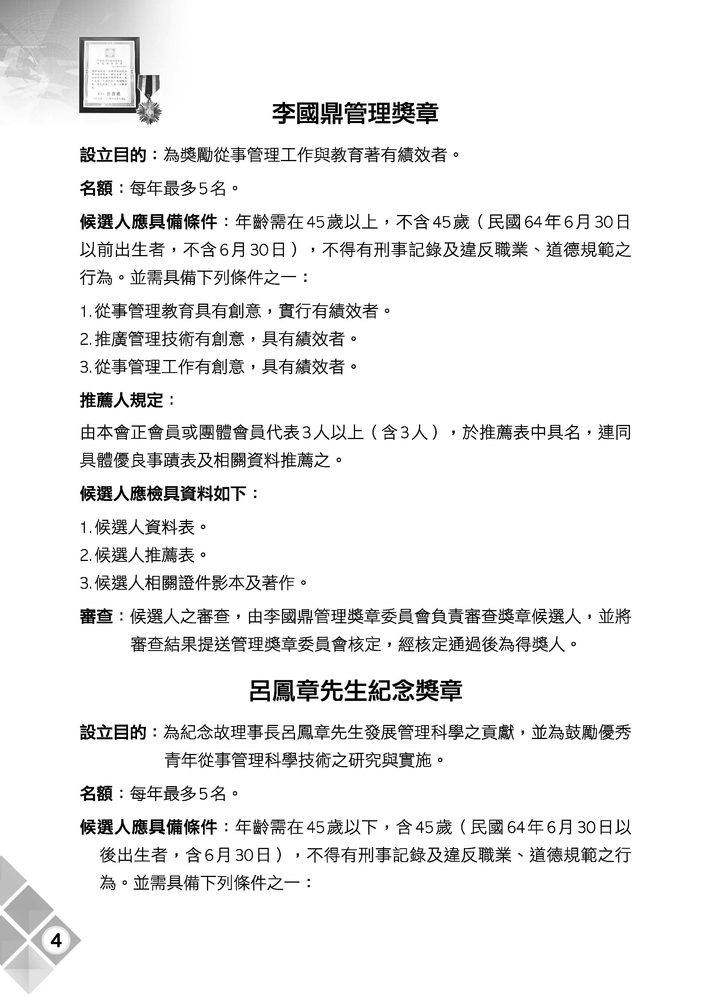 李國鼎管理獎章
設立目的：為獎勵從事管理工作與教育著有績效者。
名額：每年最多5名。
候選人應具備條件：年齡需在45歲以上，不含45歲（民國64年6月30日
以前出生者，不含6月30日），不得有刑事記錄及違反職業、道德規範之
行為。並需具備下列條件之一：
1.從事管理教育具有創意，實行有績效者。
2.推廣管理技術有創意，具有績效者。
3.從事管理工作有創意，具有績效者。
推薦人規定：
由本會正會員或團體會員代表3人以上（含3人），於推薦表中具名，連同
具體優良事蹟表及相關資料推薦之。
候選人應檢具資料如下：
1.候選人資料表。
2.候選人推薦表。
3.候選人相關證件影本及著作。
審查：候選人之審查，由李國鼎管理獎章委員會負責審查獎章候選人，並將
審查結果提送管理獎章委員會核定，經核定通過後為得獎人。
呂鳳章先生紀念獎章
設立目的：為紀念故理事長呂鳳章先生發展管理科學之貢獻，並為鼓勵優秀
青年從事管理科學技術之研究與實施。
名額：每年最多5名。
候選人應具備條件：年齡需在45歲以下，含45歲（民國64年6月30日以
後出生者，含6月30日），不得有刑事記錄及違反職業、道德規範之行
為。並需具備下列條件之一：
4